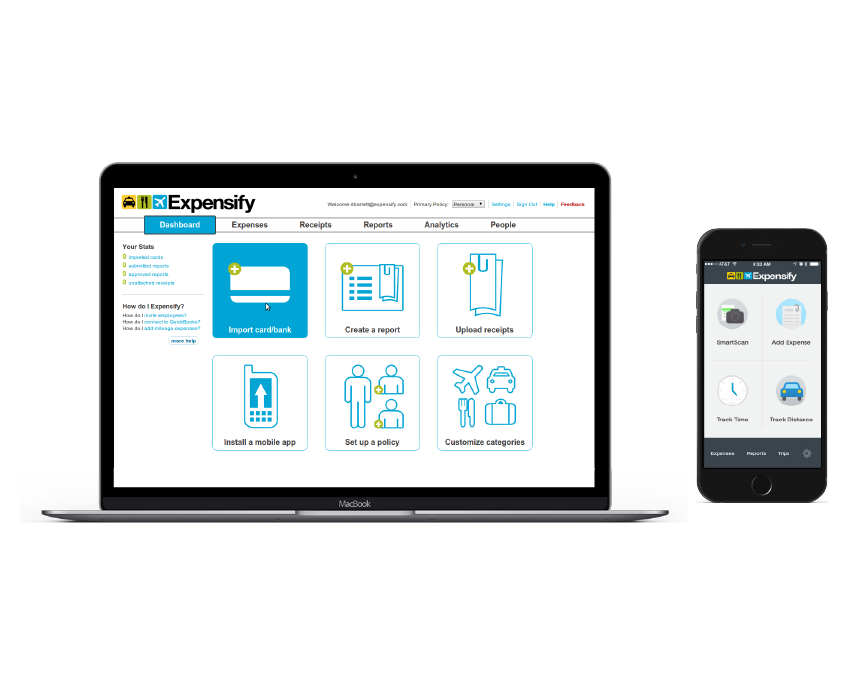 Expensify
Welcome dbarrett@expensify.com Primary Policy: Personal Settings Sign Out Help Feedback
Dashboard Expenses Receipts Reports Analytics People
Your Stats
0 imported cards
0 submitted reports
0 approved reports
0 unattached receipts
How do I Expensify?
How do I invite employees?
How do I connect to QuickBooks?
How do I add mileage expenses?
more help
Import card/bank
Create a report
Upload receipts
Install a mobile app
Set up a policy
Customize categories
MacBook
AT&T 9:50 AM
Expensify
SmartScan
Add Expense
Track Time
Track Distance
Expenses Reports Trips